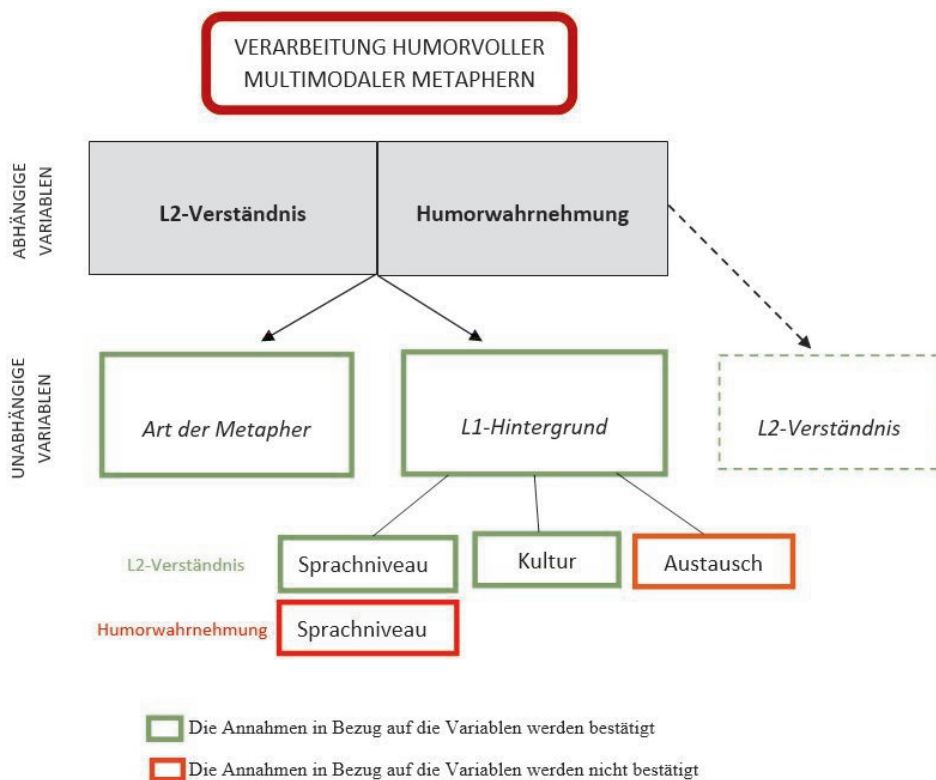 VERARBEITUNG HUMORVOLLER
MULTIMODALER METAPHERN
ABHÄNGIGE
VARIABLEN
L2-Verständnis
Humorwahrnehmung
UNABHÄNGIGE
VARIABLEN
Art der Metapher
L1-Hintergrund
L2-Verständnis
L2-Verständnis
Sprachniveau
Kultur
Austausch
Humorwahrnehmung
Sprachniveau
Die Annahmen in Bezug auf die Variablen werden bestätigt
Die Annahmen in Bezug auf die Variablen werden nicht bestätigt